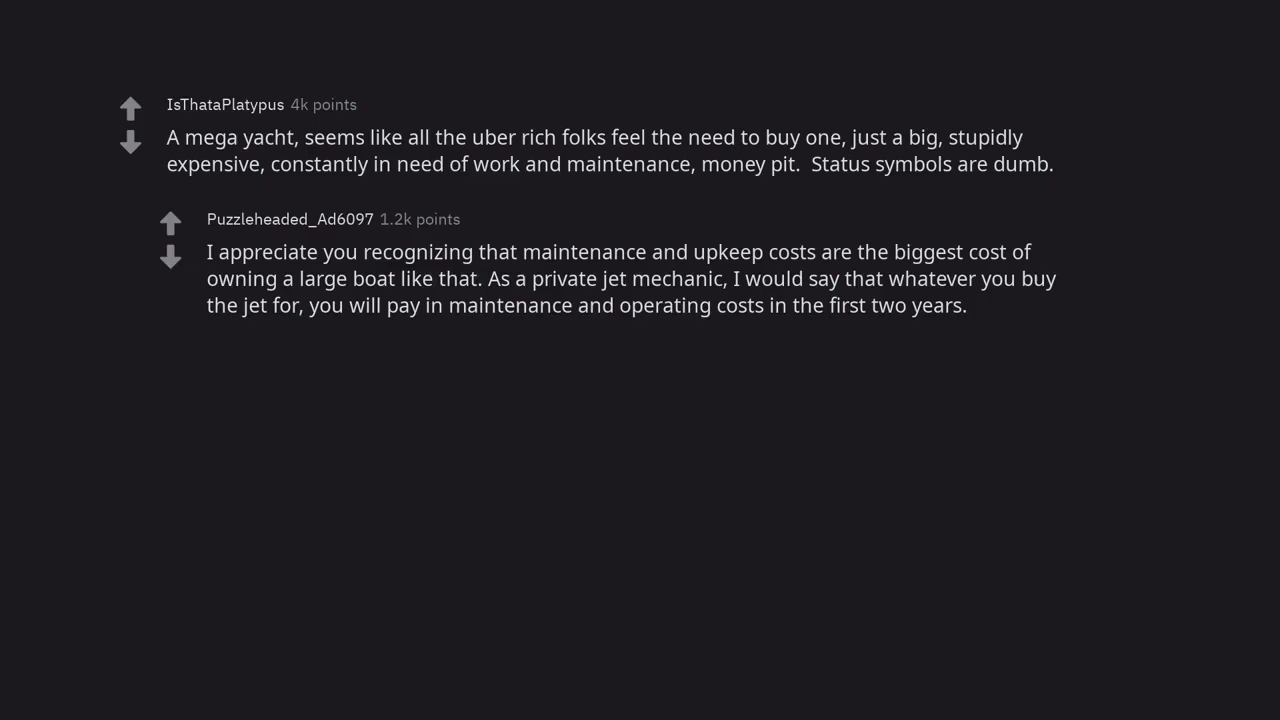 IsThataPlatypus 4k points
A mega yacht, seems like all the uber rich folks feel the need to buy one, just a big, stupidly
expensive, constantly in need of work and maintenance, money pit.  Status symbols are dumb.
Puzzleheaded_Ad6097 1.2k points
I appreciate you recognizing that maintenance and upkeep costs are the biggest cost of
owning a large boat like that. As a private jet mechanic, I would say that whatever you buy
the jet for, you will pay in maintenance and operating costs in the first two years.